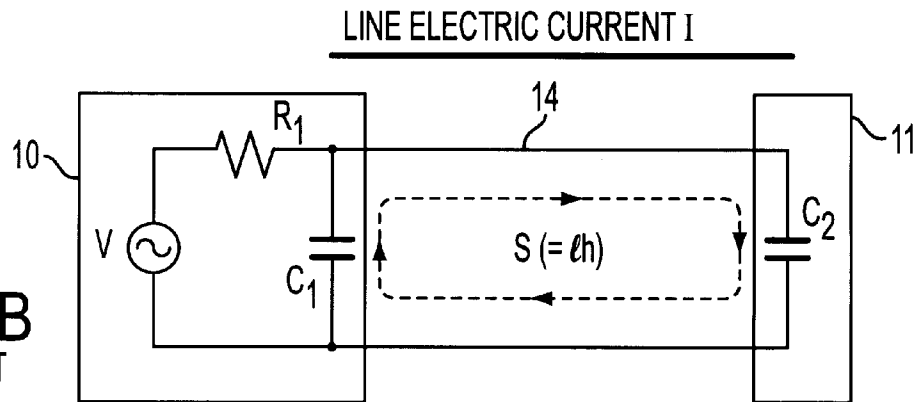 LINE ELECTRIC CURRENT I
14
10
R1
11
V
C1
S (= ℓh)
C2
B
T